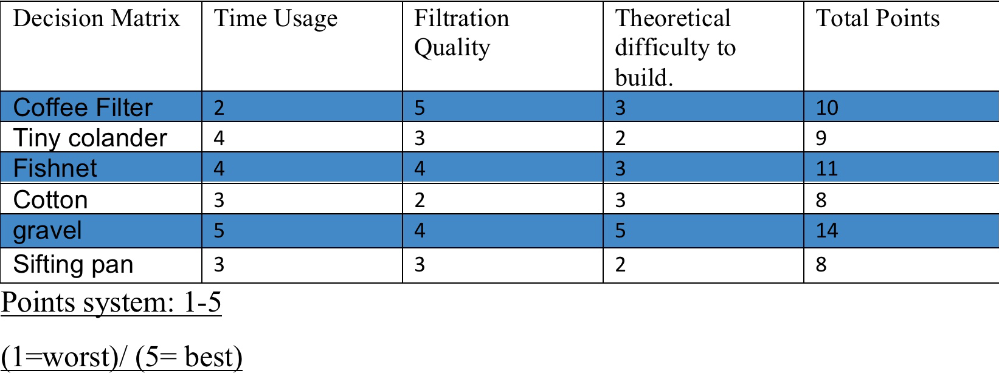 Decision Matrix Time Usage Filtration Quality Theoretical difficulty to build. Total Points
Coffee Filter 2 5 3 10
Tiny colander 4 3 2 9
Fishnet 4 4 3 11
Cotton 3 2 3 8
gravel 5 4 5 14
Sifting pan 3 3 2 8
Points system: 1-5
(1=worst)/ (5= best)